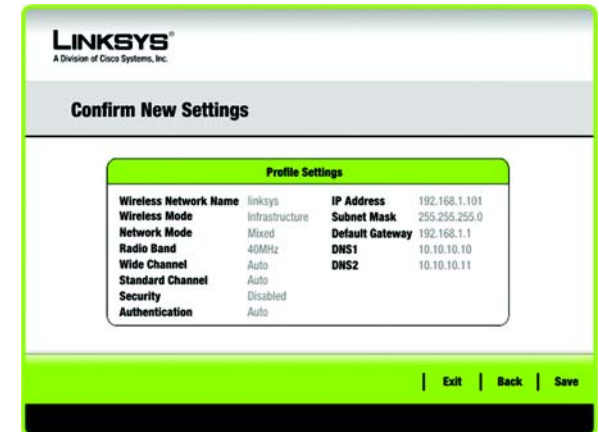 LINKSYS®
A Division of Cisco Systems, Inc.
Confirm New Settings
Profile Settings
Wireless Network Name linksys
Wireless Mode Infrastructure
Network Mode Mixed
Radio Band 40MHz
Wide Channel Auto
Standard Channel Auto
Security Disabled
Authentication Auto
IP Address 192.168.1.101
Subnet Mask 255.255.255.0
Default Gateway 192.168.1.1
DNS1 10.10.10.10
DNS2 10.10.10.11
Exit Back Save